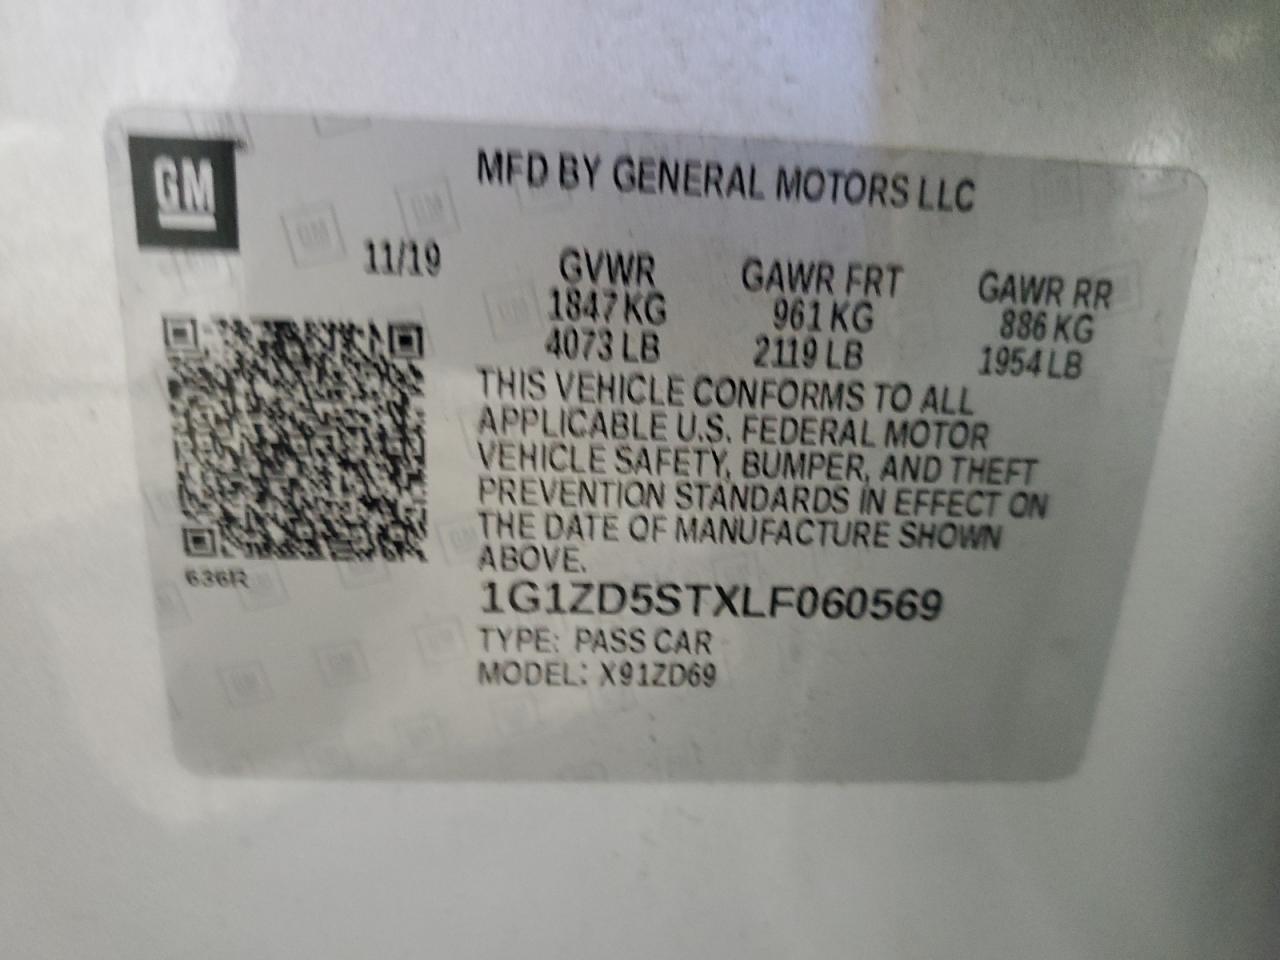 GM
MFD BY GENERAL MOTORS LLC
11/19
GVWR GAWR FRT GAWR RR
1847 KG 961 KG 886 KG
4073 LB 2119 LB 1954 LB
THIS VEHICLE CONFORMS TO ALL
APPLICABLE U.S. FEDERAL MOTOR
VEHICLE SAFETY, BUMPER, AND THEFT
PREVENTION STANDARDS IN EFFECT ON
THE DATE OF MANUFACTURE SHOWN
ABOVE.
636R
1G1ZD5STXLF060569
TYPE: PASS CAR
MODEL: X91ZD69